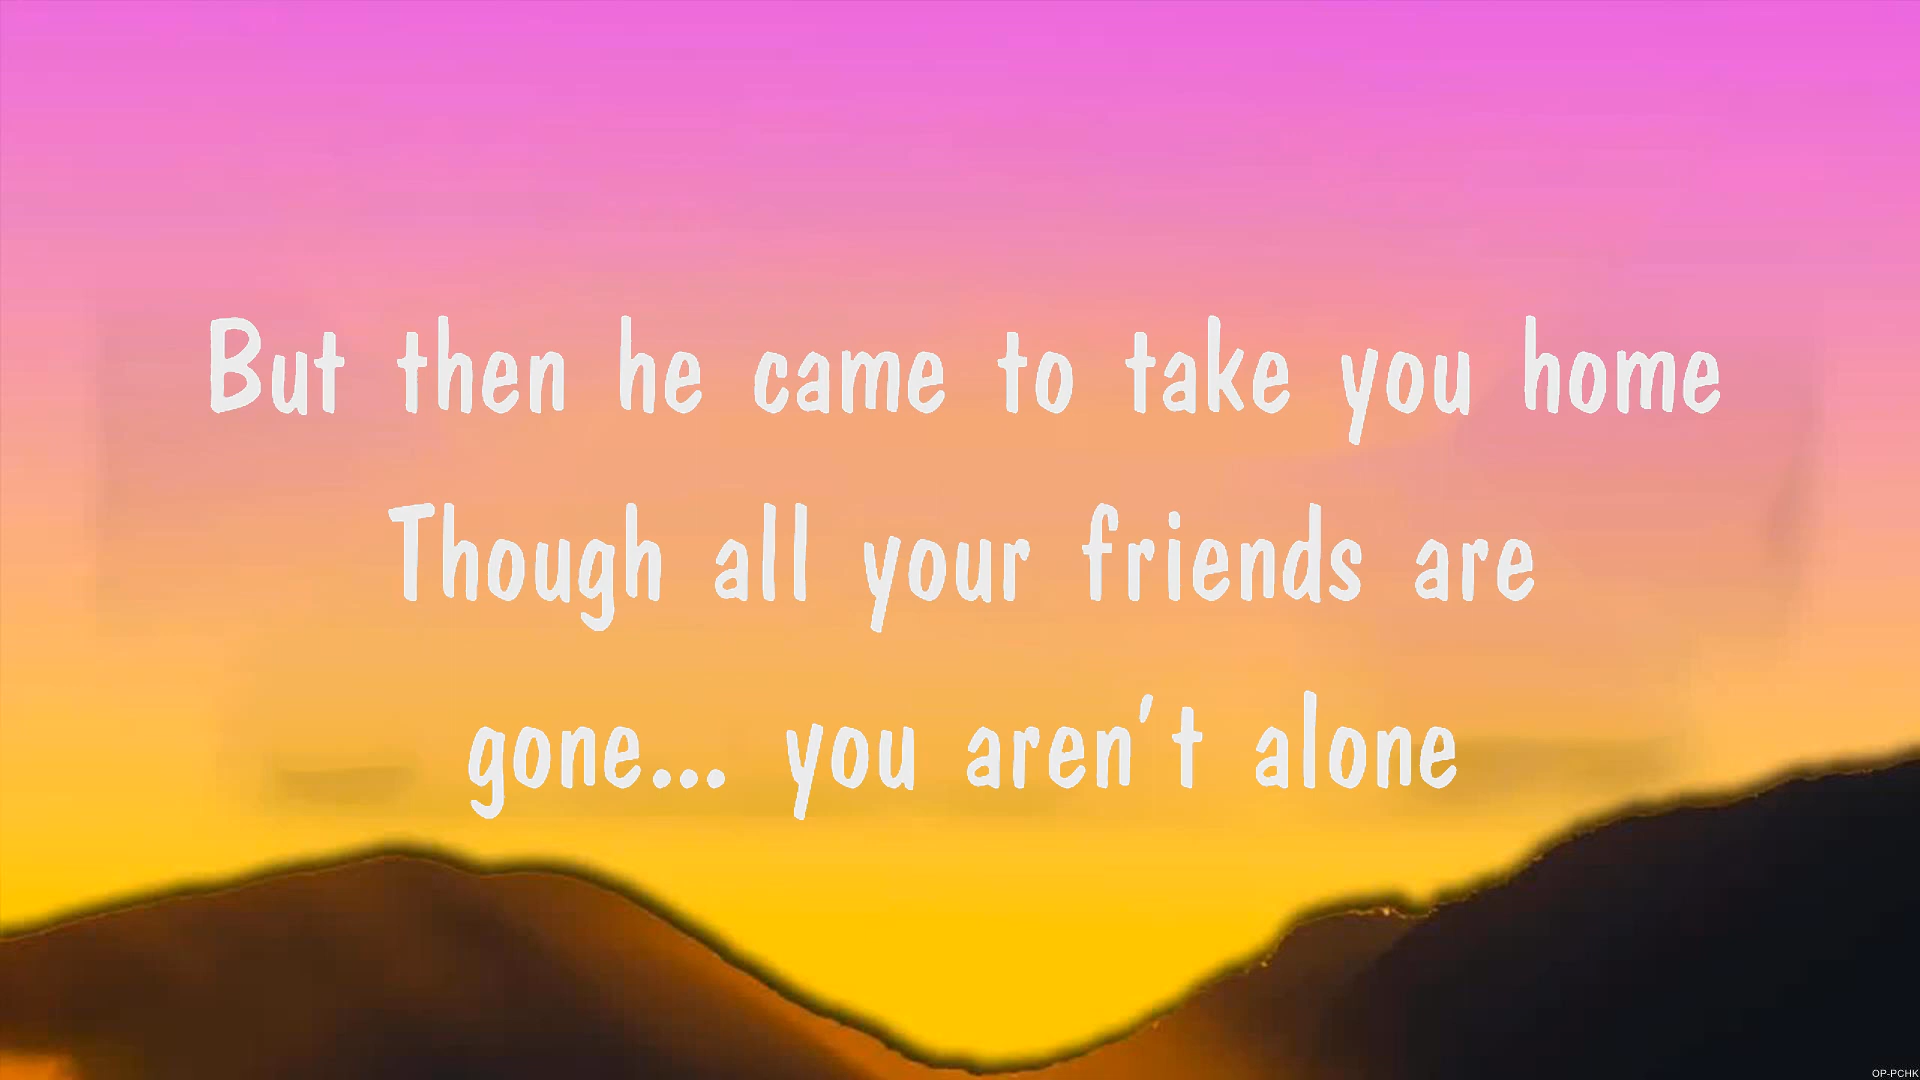 But then he came to take you home
Though all your friends are
gone... you aren't alone
OP-PCHK